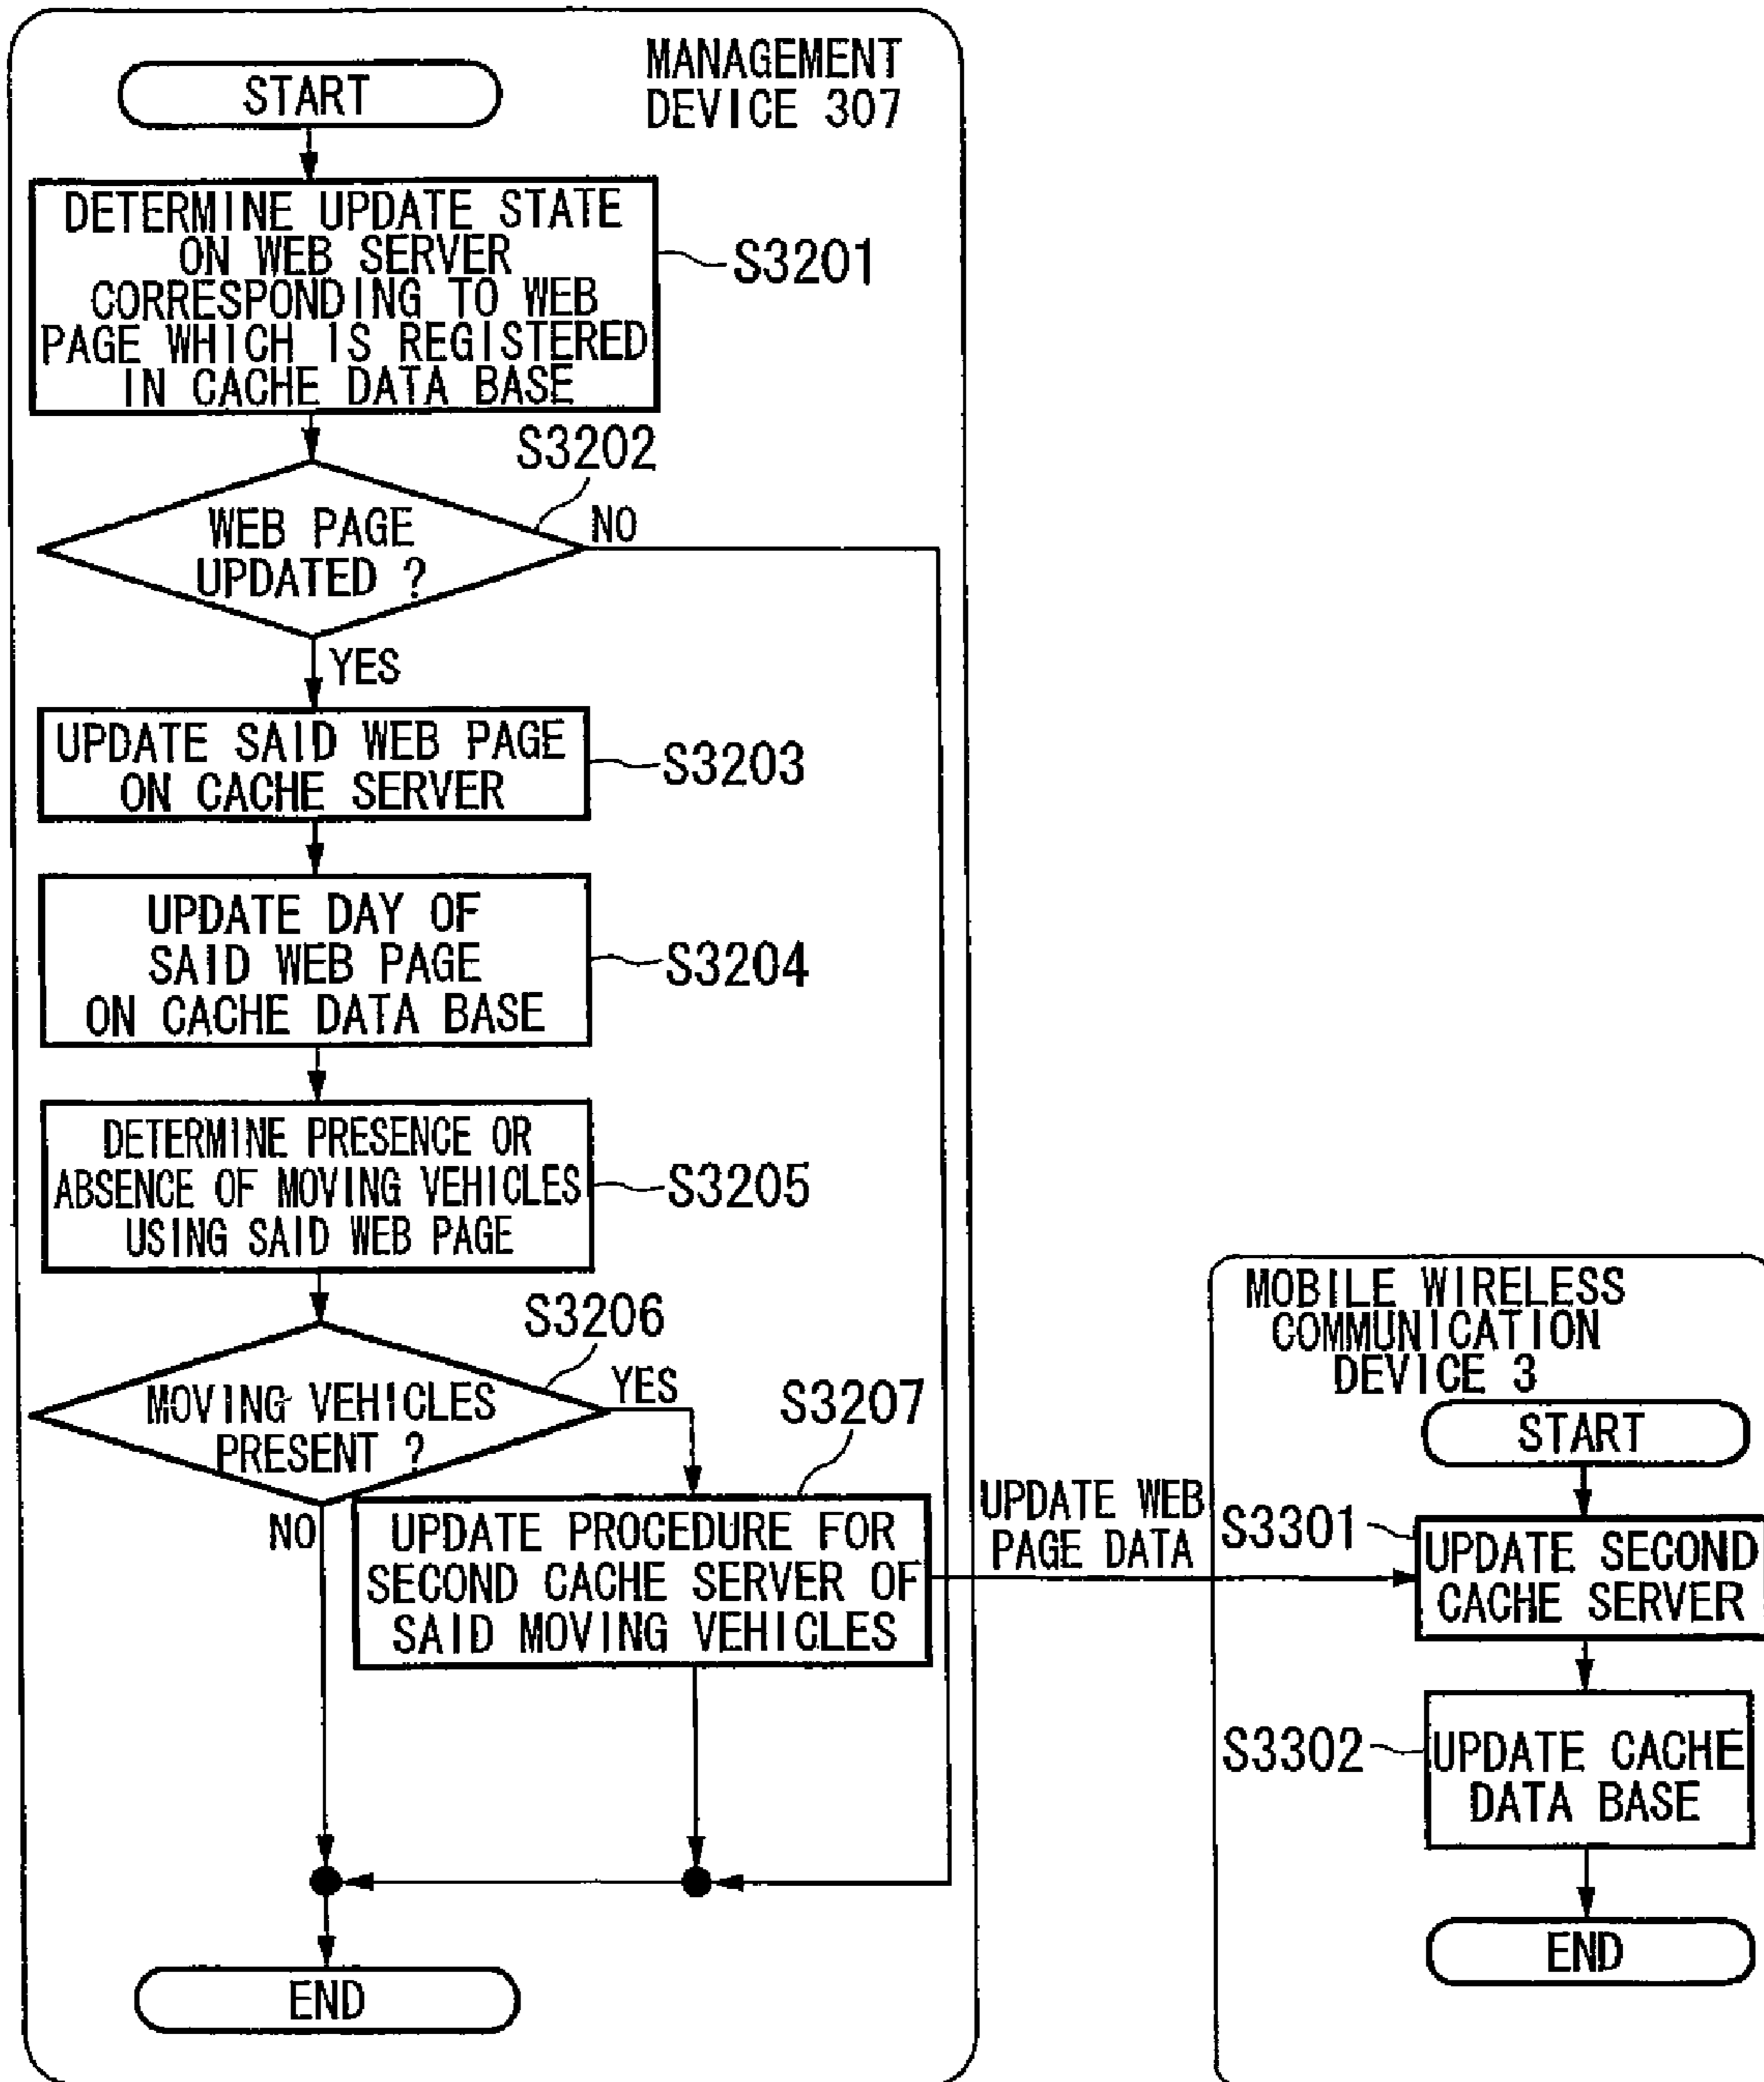 MANAGEMENT
DEVICE 307
START
DETERMINE UPDATE STATE
ON WEB SERVER
CORRESPONDING TO WEB
PAGE WHICH IS REGISTERED
IN CACHE DATA BASE
S3201
S3202
WEB PAGE
UPDATED ?
NO
YES
UPDATE SAID WEB PAGE
ON CACHE SERVER
S3203
UPDATE DAY OF
SAID WEB PAGE
ON CACHE DATA BASE
S3204
DETERMINE PRESENCE OR
ABSENCE OF MOVING VEHICLES
USING SAID WEB PAGE
S3205
S3206
MOVING VEHICLES
PRESENT ?
YES
NO
S3207
UPDATE PROCEDURE FOR
SECOND CACHE SERVER OF
SAID MOVING VEHICLES
END
UPDATE WEB
PAGE DATA
MOBILE WIRELESS
COMMUNICATION
DEVICE 3
START
S3301
UPDATE SECOND
CACHE SERVER
S3302
UPDATE CACHE
DATA BASE
END